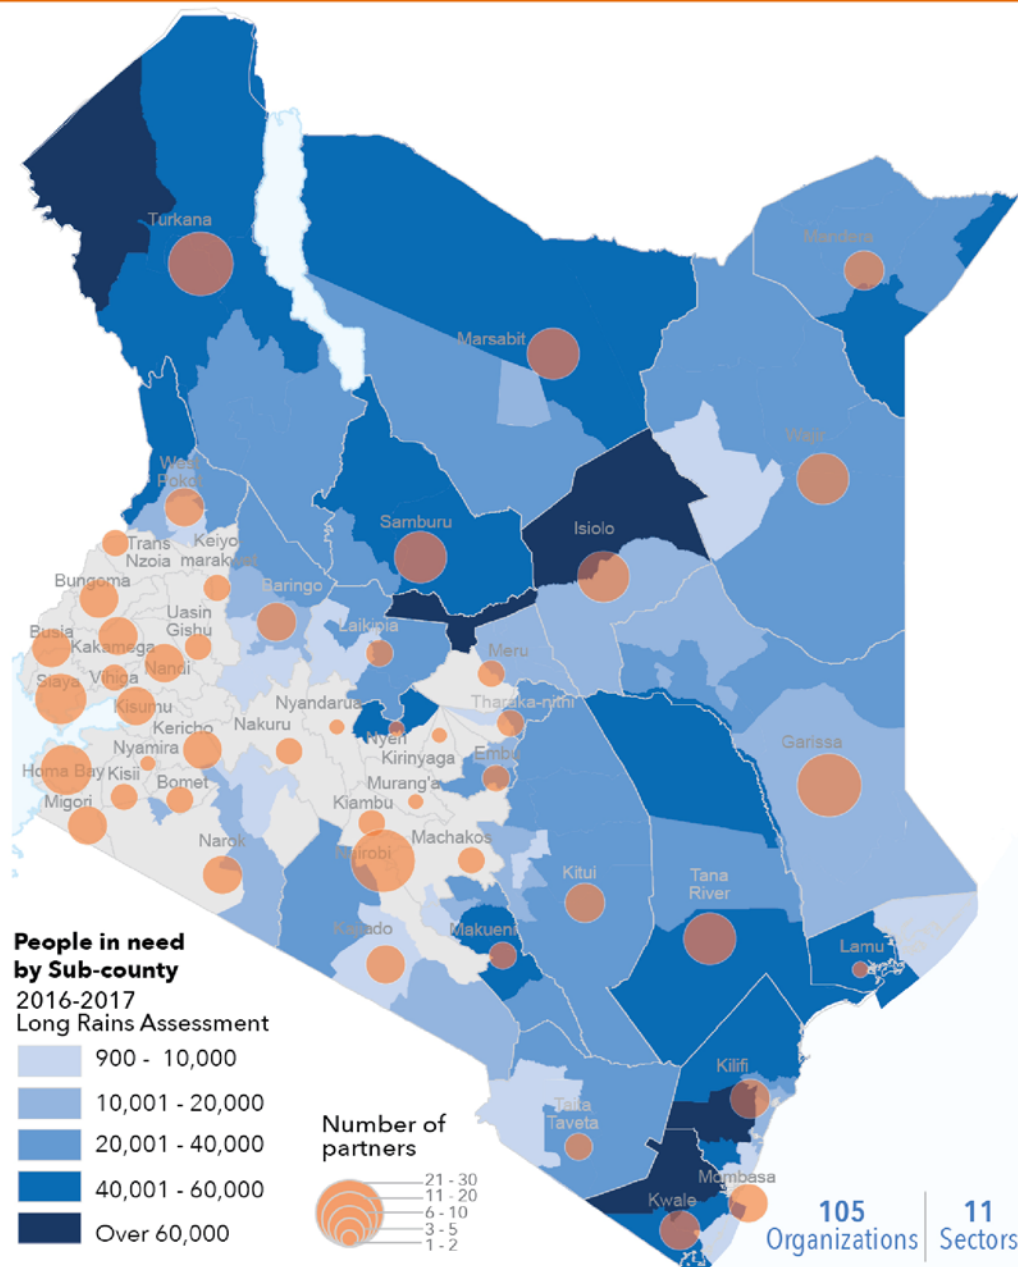 Turkana
Mandera
Marsabit
Wajir
West
Pokot
Samburu
Isiolo
Trans
Nzoia
Keiyo
marakwet
Bungoma
Baringo
Uasin
Gishu
Busia
Kakamega
Laikipia
Nandi
Meru
Siaya
Vihiga
Kisumu
Nyandarua
Tharaka-nithi
Kericho
Nakuru
Nyeri
Nyamira
Kirinyaga
Embu
Garissa
Homa Bay
Kisii
Bomet
Murang'a
Migori
Kiambu
Machakos
Narok
Nairobi
Kitui
Tana
River
Kajiado
Makueni
Lamu
Kilifi
Taita
Taveta
Mombasa
Kwale
People in need
by Sub-county
2016-2017
Long Rains Assessment
900 - 10,000
10,001 - 20,000
20,001 - 40,000
40,001 - 60,000
Over 60,000
Number of
partners
21 - 30
11 - 20
6 - 10
3 - 5
1 - 2
105
Organizations
11
Sectors